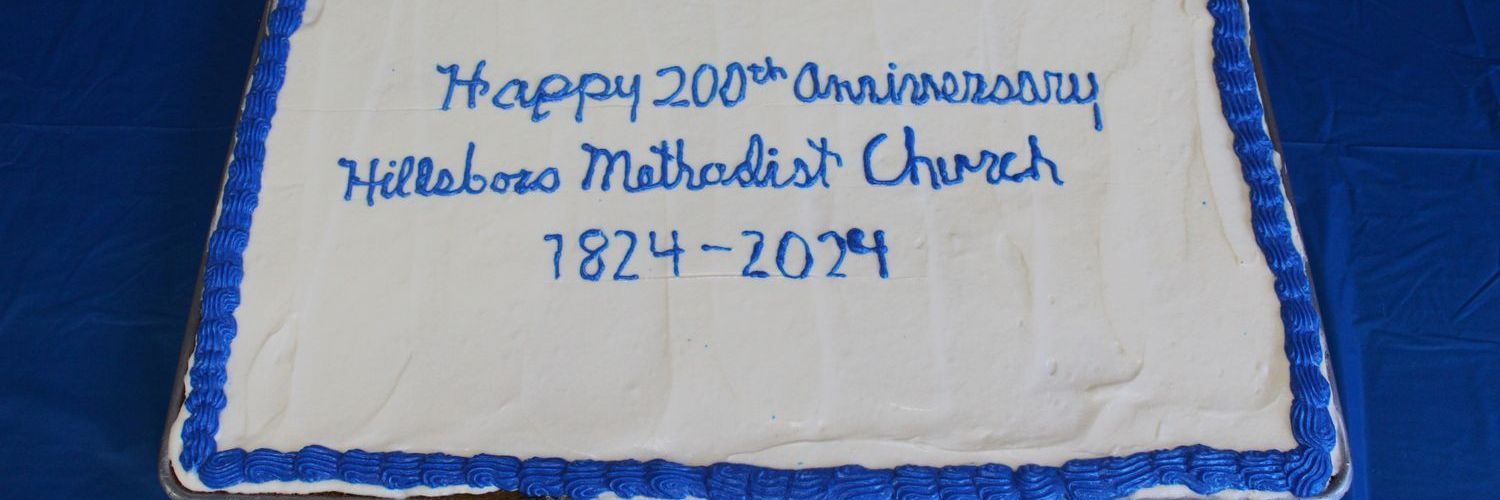 Happy 200th Anniversary
Hillsboro Methodist Church
1824-2024